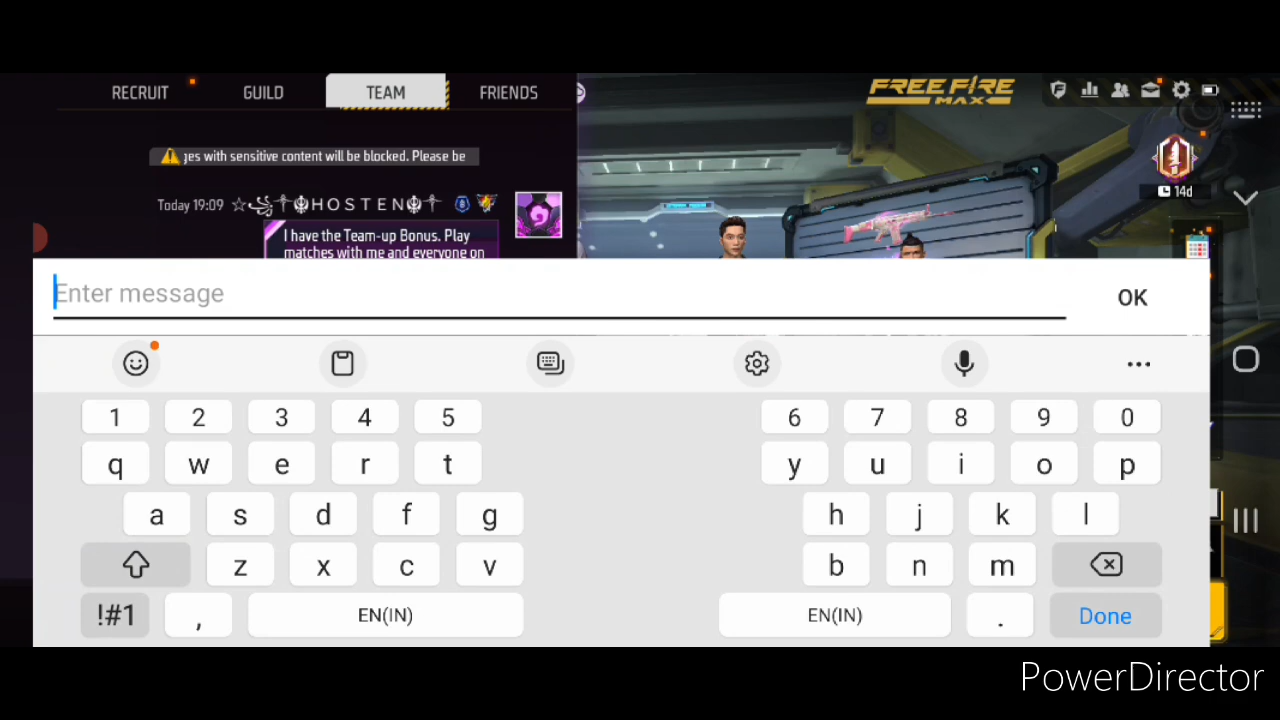 RECRUIT GUILD TEAM FRIENDS
FREE FIRE
MAX
ges with sensitive content will be blocked. Please be
14d
Today 19:09 ☆꧁༒☬HOSTEN☬༒
I have the Team-up Bonus. Play
matches with me and everyone on
Enter message
OK
1 2 3 4 5 6 7 8 9 0
q w e r t y u i o p
a s d f g h j k l
z x c v b n m
!#1 , EN(IN) EN(IN) . Done
PowerDirector